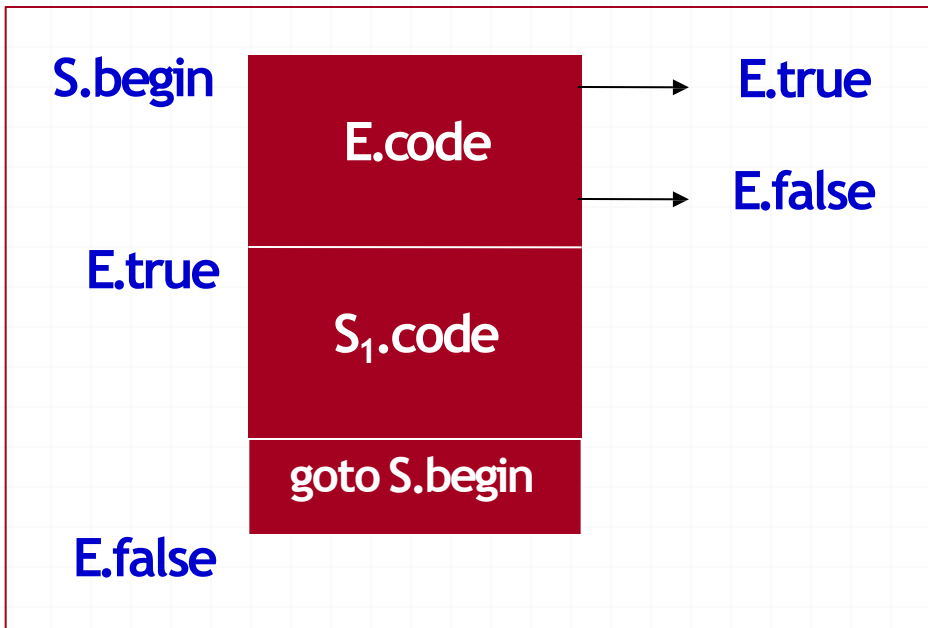 S.begin
E.code
E.true
E.false
E.true
S₁.code
goto S.begin
E.false